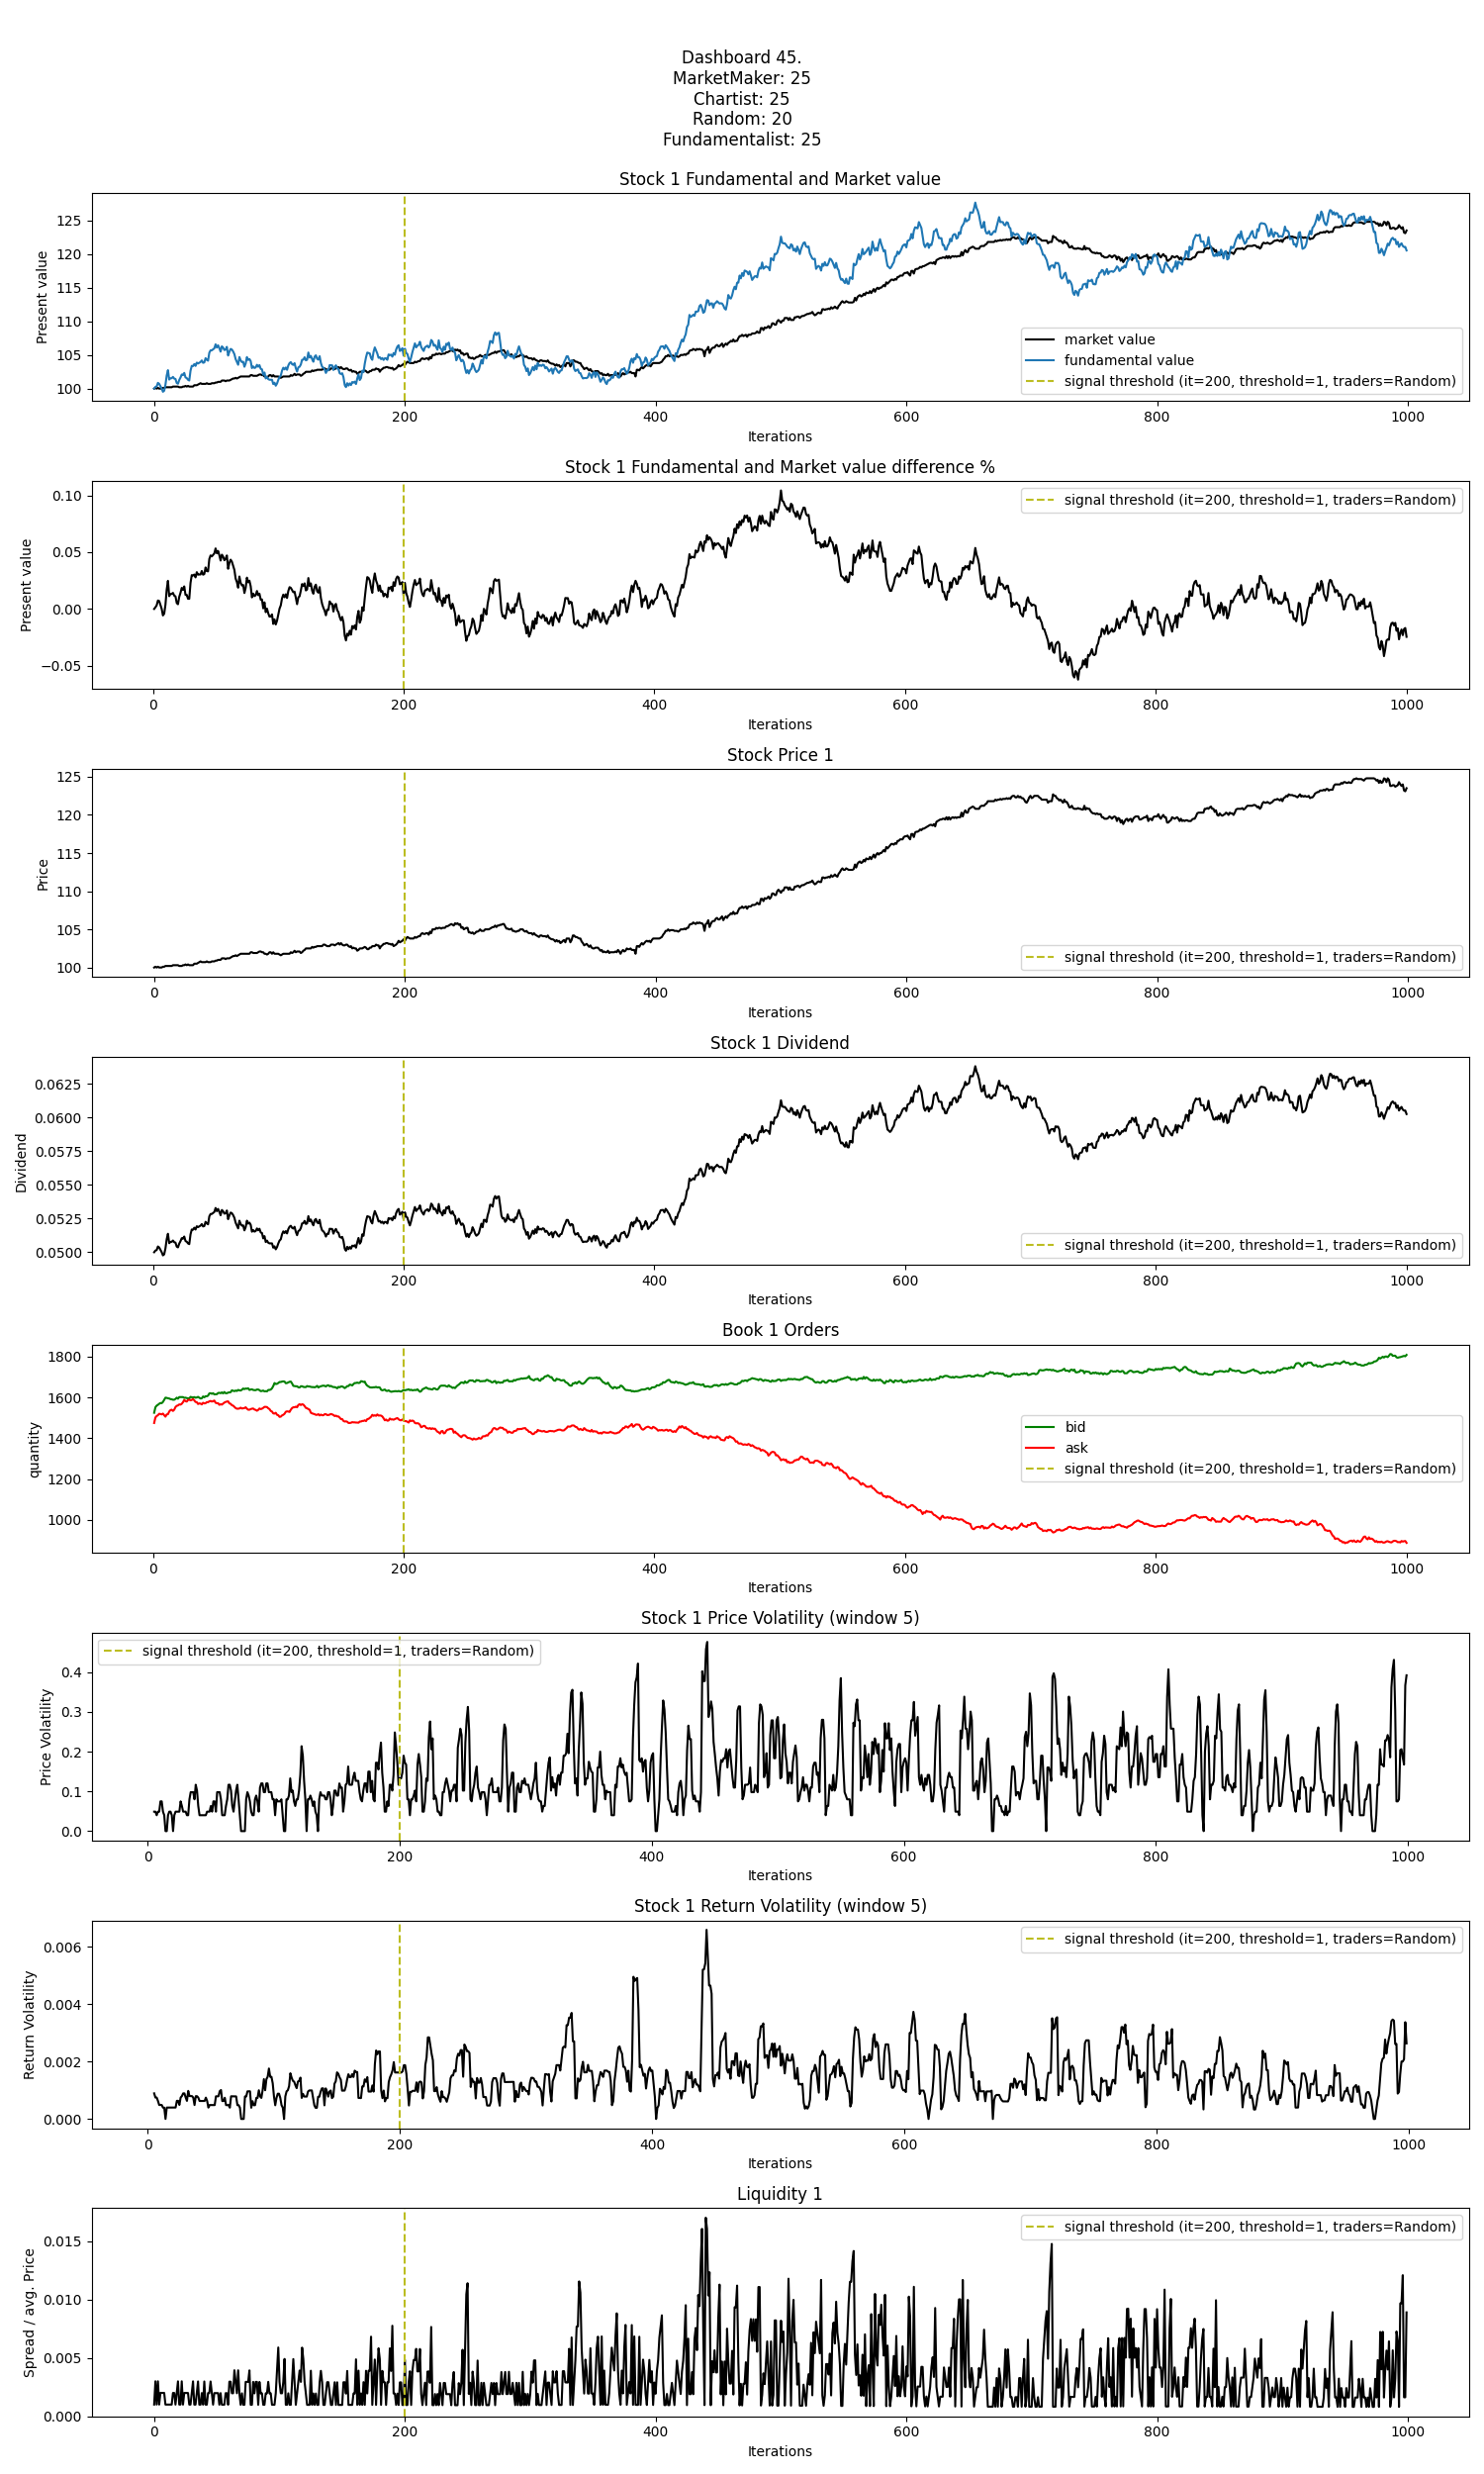 Dashboard 45.
MarketMaker: 25
Chartist: 25
Random: 20
Fundamentalist: 25
Stock 1 Fundamental and Market value
Present value
125
120
115
110
105
100
market value
fundamental value
signal threshold (it=200, threshold=1, traders=Random)
0 200 400 600 800 1000
Iterations
Stock 1 Fundamental and Market value difference %
Present value
0.10
0.05
0.00
−0.05
signal threshold (it=200, threshold=1, traders=Random)
0 200 400 600 800 1000
Iterations
Stock Price 1
Price
125
120
115
110
105
100
signal threshold (it=200, threshold=1, traders=Random)
0 200 400 600 800 1000
Iterations
Stock 1 Dividend
Dividend
0.0625
0.0600
0.0575
0.0550
0.0525
0.0500
signal threshold (it=200, threshold=1, traders=Random)
0 200 400 600 800 1000
Iterations
Book 1 Orders
quantity
1800
1600
1400
1200
1000
bid
ask
signal threshold (it=200, threshold=1, traders=Random)
0 200 400 600 800 1000
Iterations
Stock 1 Price Volatility (window 5)
Price Volatility
0.4
0.3
0.2
0.1
0.0
signal threshold (it=200, threshold=1, traders=Random)
0 200 400 600 800 1000
Iterations
Stock 1 Return Volatility (window 5)
Return Volatility
0.006
0.004
0.002
0.000
signal threshold (it=200, threshold=1, traders=Random)
0 200 400 600 800 1000
Iterations
Liquidity 1
Spread / avg. Price
0.015
0.010
0.005
0.000
signal threshold (it=200, threshold=1, traders=Random)
0 200 400 600 800 1000
Iterations